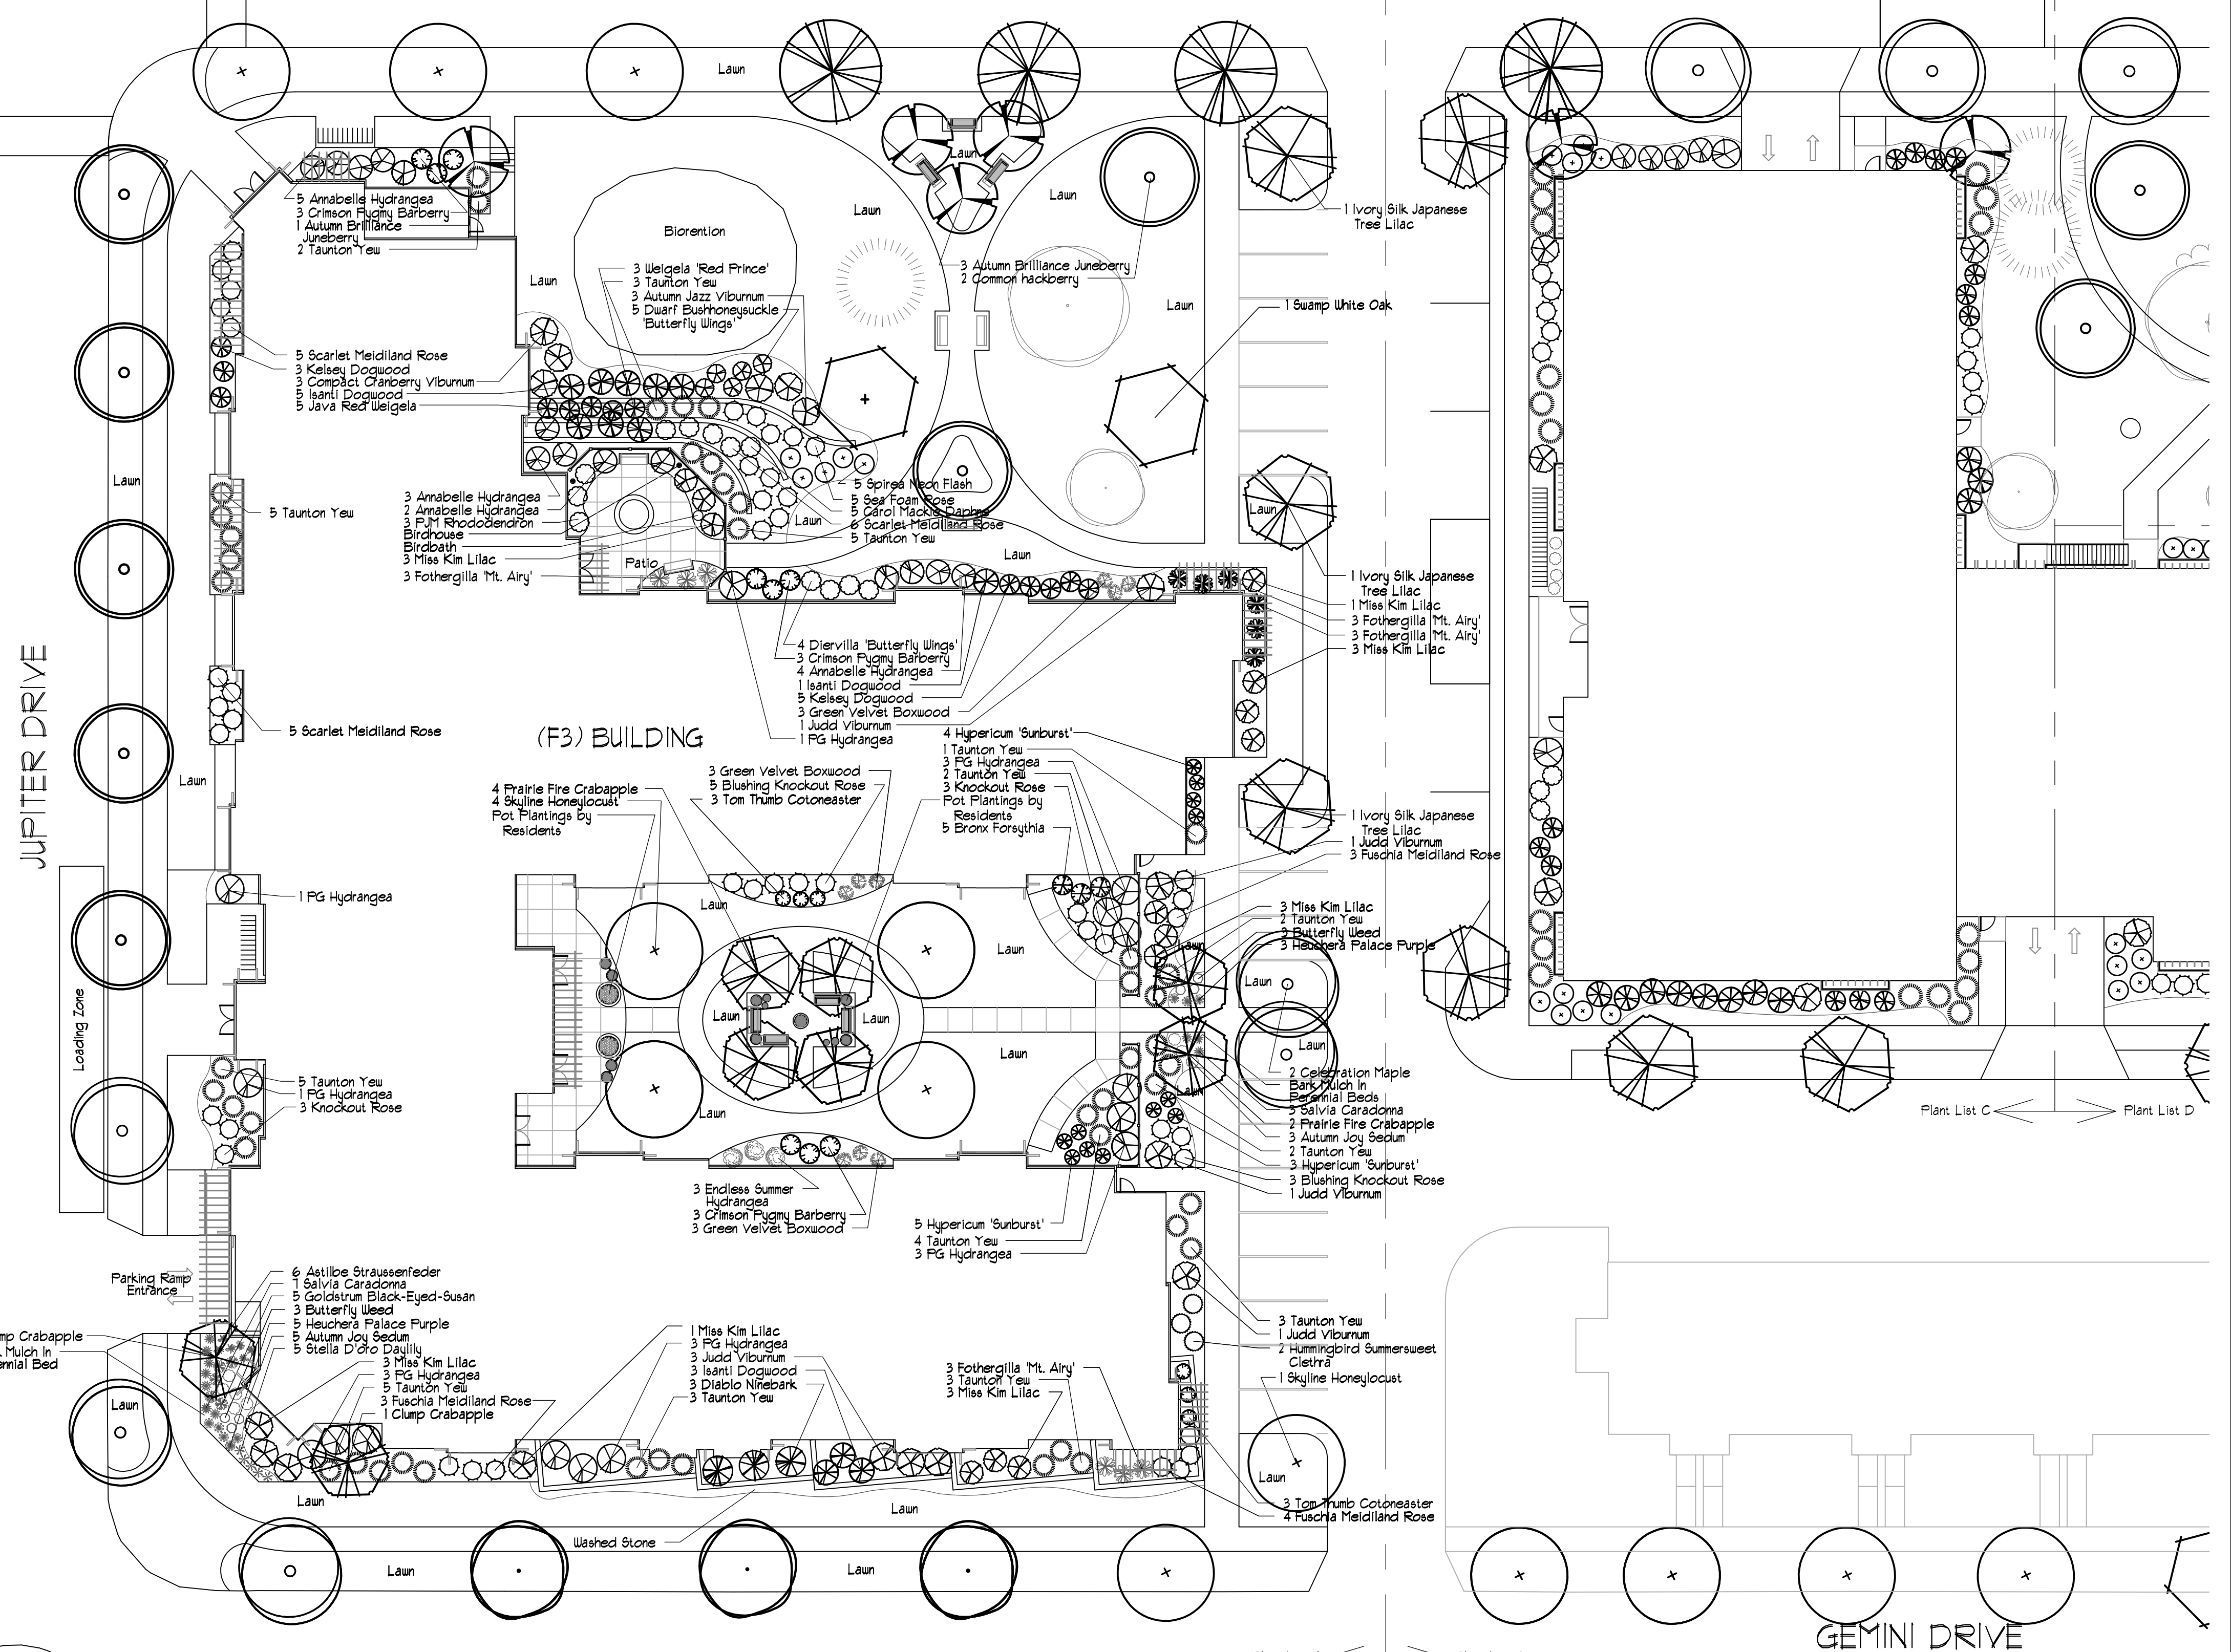 Lawn
Lawn
5 Annabelle Hydrangea
3 Crimson Pygmy Barberry
1 Autumn Brilliance
Juneberry
2 Taunton Yew
Lawn
Lawn
Biorention
1 Ivory Silk Japanese
Tree Lilac
Lawn
3 Weigela 'Red Prince'
3 Taunton Yew
3 Autumn Jazz Viburnum
5 Dwarf Bushhoneysuckle
'Butterfly Wings'
3 Autumn Brilliance Juneberry
2 Common hackberry
Lawn
1 Swamp White Oak
5 Scarlet Meidiland Rose
3 Kelsey Dogwood
3 Compact Cranberry Viburnum
5 Isanti Dogwood
5 Java Red Weigela
Lawn
5 Taunton Yew
3 Annabelle Hydrangea
2 Annabelle Hydrangea
3 PJM Rhododendron
Birdhouse
Birdbath
3 Miss Kim Lilac
3 Fothergilla 'Mt. Airy'
Patio
5 Spirea Neon Flash
5 Sea Foam Rose
5 Carol Mackie Daphne
6 Scarlet Meidiland Rose
5 Taunton Yew
Lawn
Lawn
Lawn
1 Ivory Silk Japanese
Tree Lilac
1 Miss Kim Lilac
3 Fothergilla 'Mt. Airy'
3 Fothergilla 'Mt. Airy'
3 Miss Kim Lilac
4 Diervilla 'Butterfly Wings'
3 Crimson Pygmy Barberry
4 Annabelle Hydrangea
1 Isanti Dogwood
5 Kelsey Dogwood
3 Green Velvet Boxwood
1 Judd Viburnum
1 PG Hydrangea
JUPITER DRIVE
5 Scarlet Meidiland Rose
(F3) BUILDING
Lawn
4 Prairie Fire Crabapple
4 Skyline Honeylocust
Pot Plantings by
Residents
3 Green Velvet Boxwood
5 Blushing Knockout Rose
3 Tom Thumb Cotoneaster
4 Hypericum 'Sunburst'
1 Taunton Yew
3 PG Hydrangea
2 Taunton Yew
3 Knockout Rose
Pot Plantings by
Residents
5 Bronx Forsythia
1 Ivory Silk Japanese
Tree Lilac
1 Judd Viburnum
3 Fuschia Meidiland Rose
1 PG Hydrangea
Lawn
Lawn
3 Miss Kim Lilac
2 Taunton Yew
3 Butterfly Weed
3 Heuchera Palace Purple
Lawn
Lawn
Lawn
Lawn
Lawn
Lawn
Lawn
Lawn
Lawn
Loading Zone
5 Taunton Yew
1 PG Hydrangea
3 Knockout Rose
2 Celebration Maple
Bark Mulch In
Perennial Beds
3 Salvia Caradonna
2 Prairie Fire Crabapple
3 Autumn Joy Sedum
2 Taunton Yew
3 Hypericum 'Sunburst'
3 Blushing Knockout Rose
1 Judd Viburnum
Plant List C
Plant List D
3 Endless Summer
Hydrangea
3 Crimson Pygmy Barberry
3 Green Velvet Boxwood
5 Hypericum 'Sunburst'
4 Taunton Yew
3 PG Hydrangea
Parking Ramp
Entrance
6 Astilbe Straussenfeder
7 Salvia Caradonna
5 Goldstrum Black-Eyed-Susan
3 Butterfly Weed
5 Heuchera Palace Purple
5 Autumn Joy Sedum
5 Stella D'oro Daylily
3 Miss Kim Lilac
3 PG Hydrangea
5 Taunton Yew
3 Fuschia Meidiland Rose
1 Clump Crabapple
mp Crabapple
Mulch In
ennial Bed
1 Miss Kim Lilac
3 PG Hydrangea
3 Judd Viburnum
3 Isanti Dogwood
3 Diablo Ninebark
3 Taunton Yew
3 Fothergilla 'Mt. Airy'
3 Taunton Yew
3 Miss Kim Lilac
3 Taunton Yew
1 Judd Viburnum
2 Hummingbird Summersweet
Clethra
1 Skyline Honeylocust
Lawn
Lawn
Lawn
Lawn
3 Tom Thumb Cotoneaster
4 Fuschia Meidiland Rose
Washed Stone
Lawn
Lawn
GEMINI DRIVE